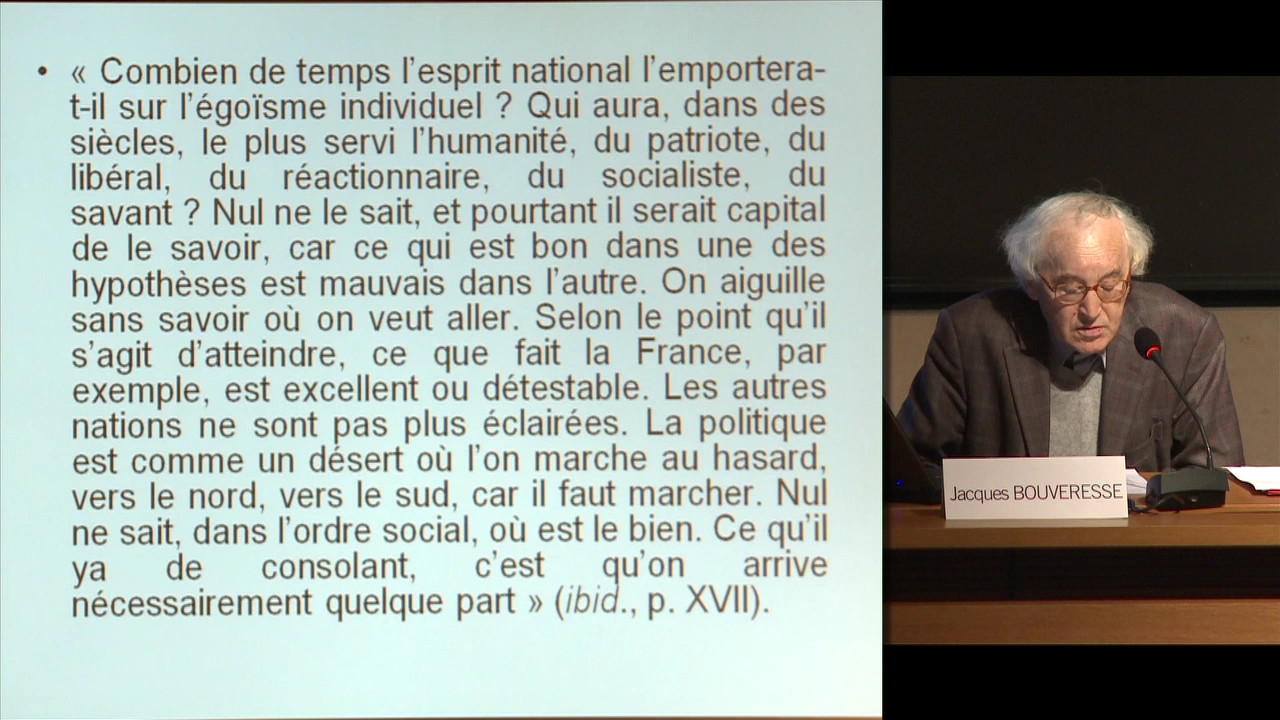 • « Combien de temps l’esprit national l’emportera-
t-il sur l’égoïsme individuel ? Qui aura, dans des
siècles, le plus servi l’humanité, du patriote, du
libéral, du réactionnaire, du socialiste, du
savant ? Nul ne le sait, et pourtant il serait capital
de le savoir, car ce qui est bon dans une des
hypothèses est mauvais dans l’autre. On aiguille
sans savoir où on veut aller. Selon le point qu’il
s’agit d’atteindre, ce que fait la France, par
exemple, est excellent ou détestable. Les autres
nations ne sont pas plus éclairées. La politique
est comme un désert où l’on marche au hasard,
vers le nord, vers le sud, car il faut marcher. Nul
ne sait, dans l’ordre social, où est le bien. Ce qu’il
ya de consolant, c’est qu’on arrive
nécessairement quelque part » (ibid., p. XVII).
Jacques BOUVERESSE